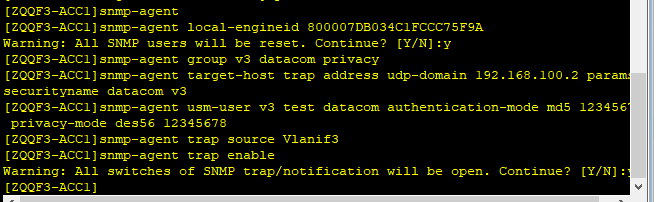 [ZQQF3-ACC1]snmp-agent
[ZQQF3-ACC1]snmp-agent local-engineid 800007DB034C1FCCC75F9A
Warning: All SNMP users will be reset. Continue? [Y/N]:y
[ZQQF3-ACC1]snmp-agent group v3 datacom privacy
[ZQQF3-ACC1]snmp-agent target-host trap address udp-domain 192.168.100.2 params
securityname datacom v3
[ZQQF3-ACC1]snmp-agent usm-user v3 test datacom authentication-mode md5 1234567
privacy-mode des56 12345678
[ZQQF3-ACC1]snmp-agent trap source Vlanif3
[ZQQF3-ACC1]snmp-agent trap enable
Warning: All switches of SNMP trap/notification will be open. Continue? [Y/N]:y
[ZQQF3-ACC1]